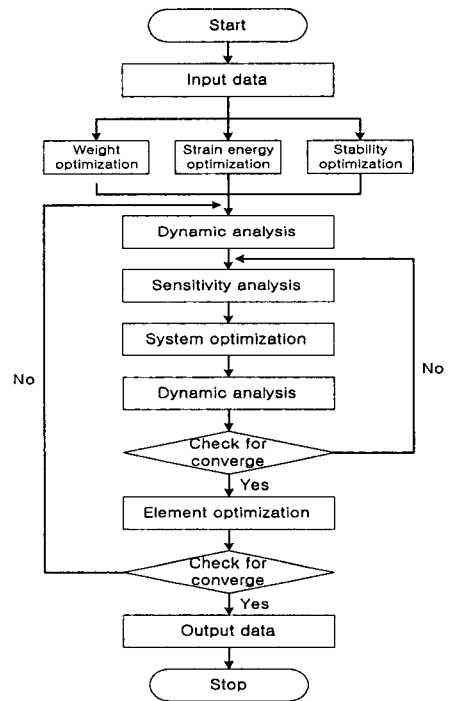 Start
Input data
Weight
optimization
Strain energy
optimization
Stability
optimization
Dynamic analysis
Sensitivity analysis
System optimization
No
No
Dynamic analysis
Check for
converge
Yes
Element optimization
Check for
converge
Yes
Output data
Stop